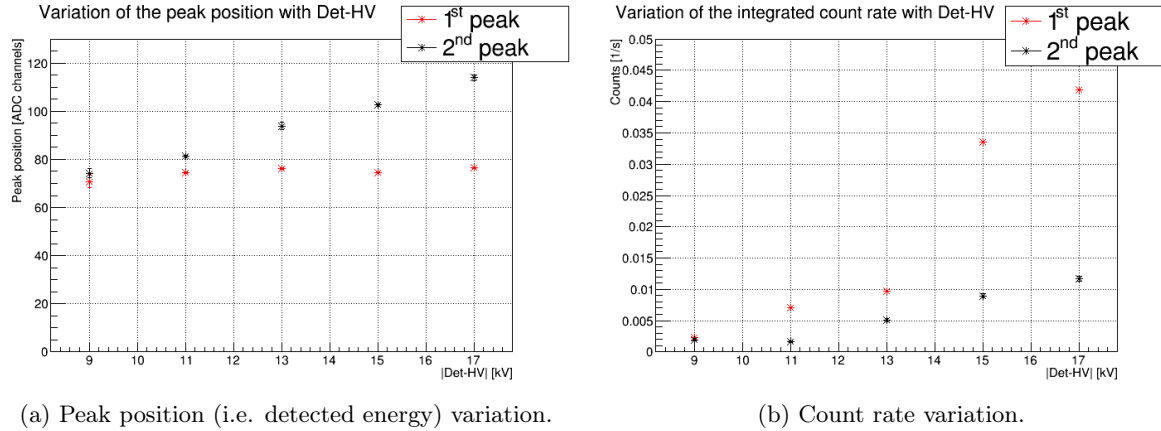 Variation of the peak position with Det-HV
1st peak
2nd peak
Peak position [ADC channels]
120
100
80
60
40
20
0
9 10 11 12 13 14 15 16 17
|Det-HV| [kV]
(a) Peak position (i.e. detected energy) variation.
Variation of the integrated count rate with Det-HV
1st peak
2nd peak
Counts [1/s]
0.05
0.045
0.04
0.035
0.03
0.025
0.02
0.015
0.01
0.005
0
9 10 11 12 13 14 15 16 17
|Det-HV| [kV]
(b) Count rate variation.